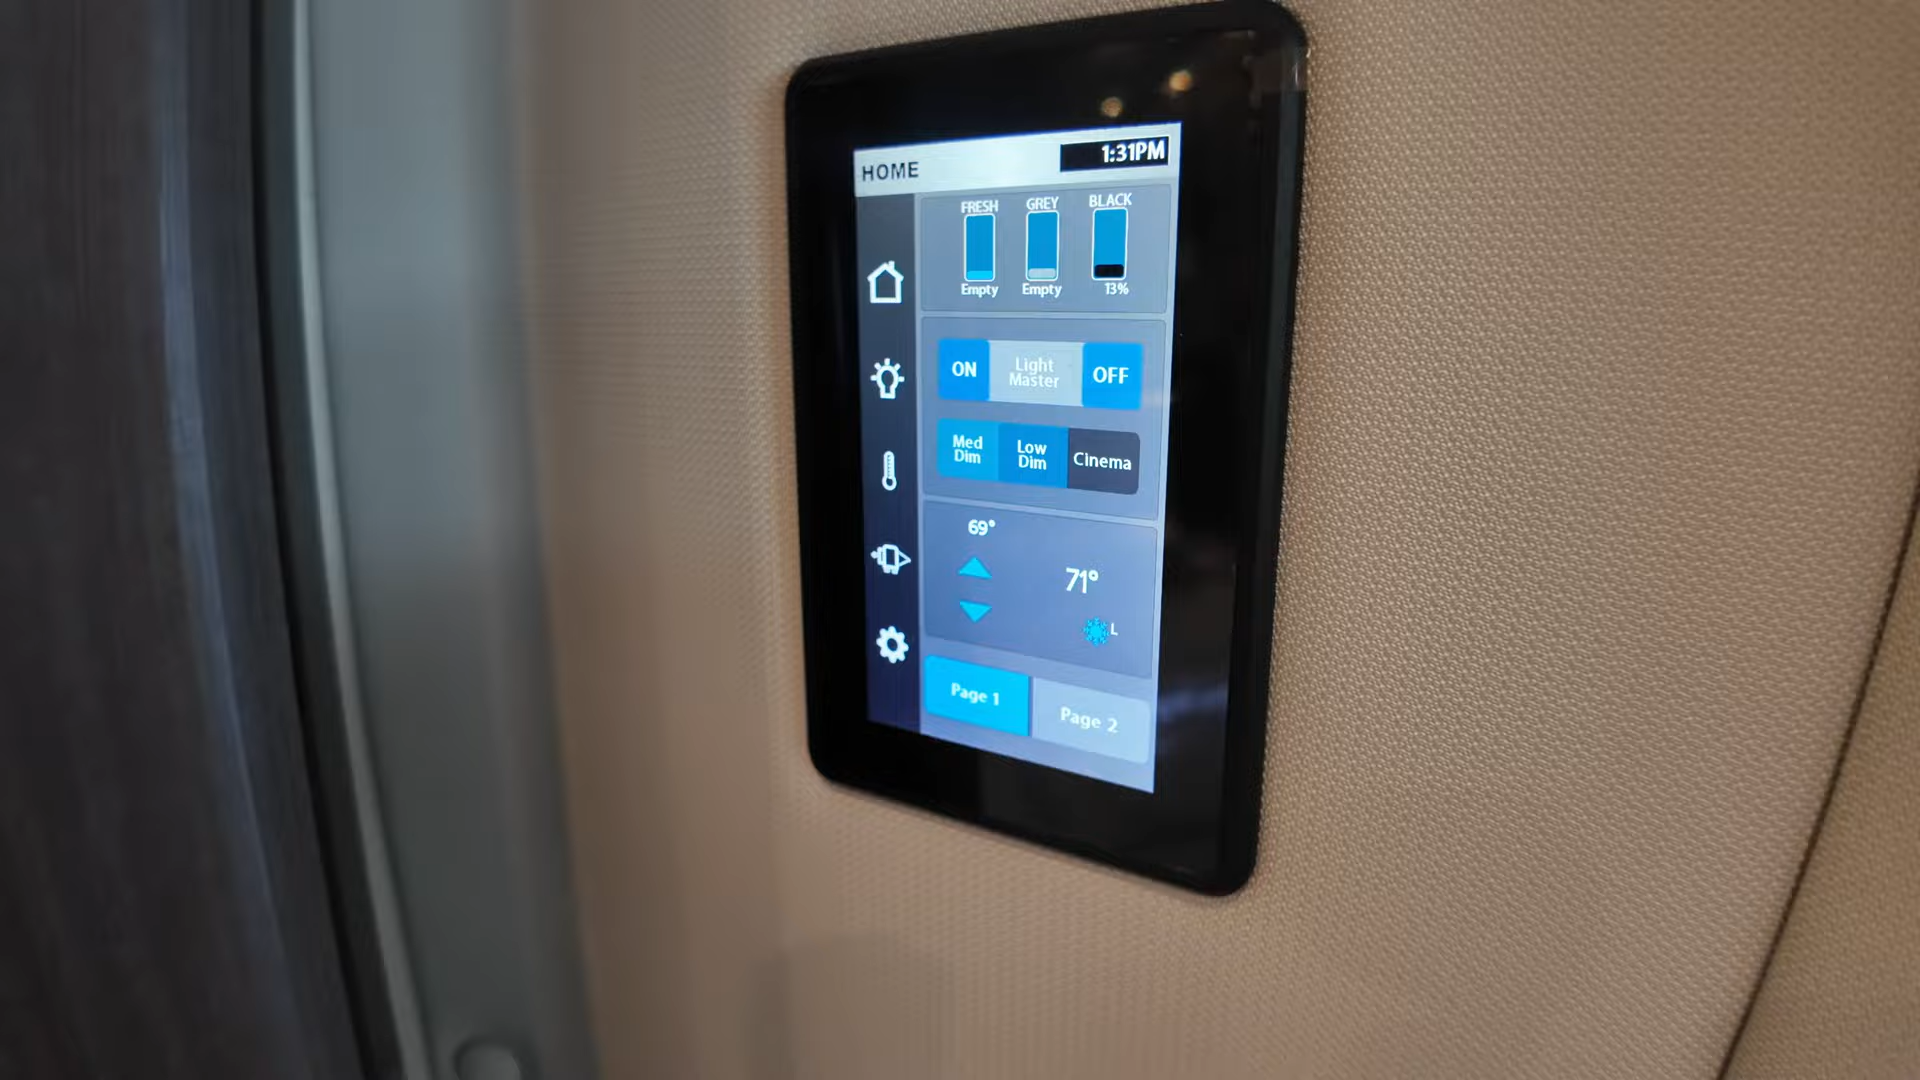 HOME 1:31PM
FRESH GREY BLACK
Empty Empty 13%
ON Light Master OFF
Med Dim Low Dim Cinema
69°
71°
L
Page 1 Page 2